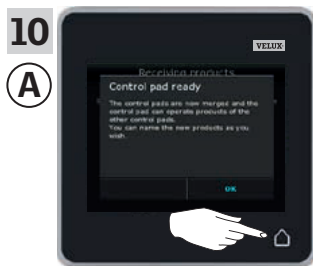 10
A
VELUX
Receiving products
Control pad ready
The control pads are now merged and the
control pad can operate products of the
other control pads.
You can name the new products as you
wish.
OK